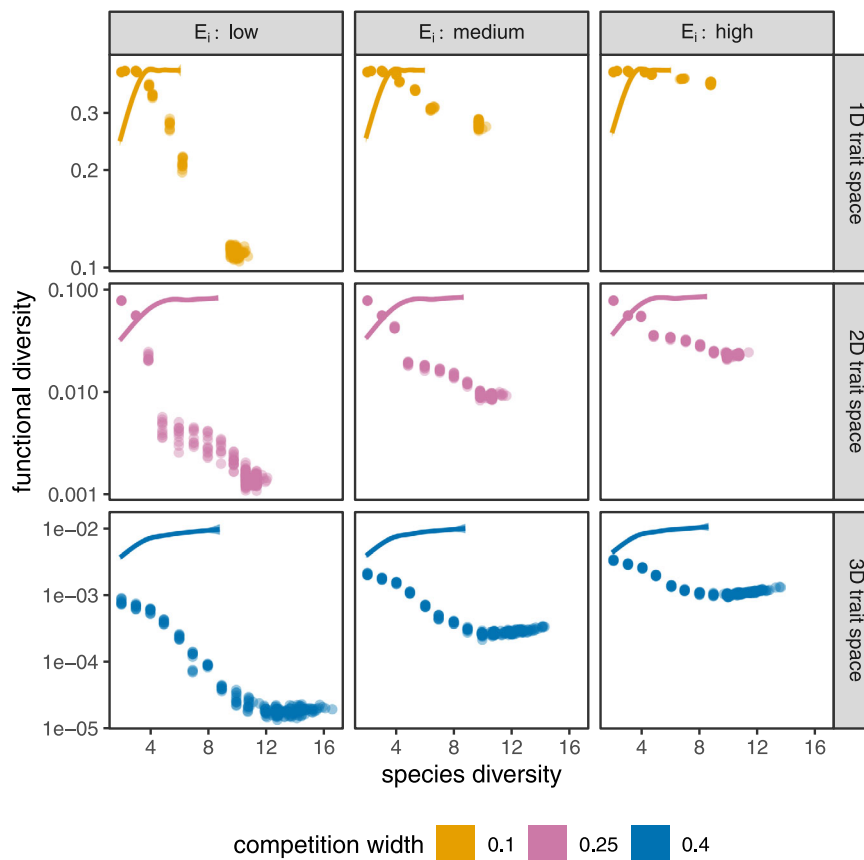 Ei : low
Ei : medium
Ei : high
0.3
0.2
0.1
1D trait space
0.100
0.010
0.001
2D trait space
functional diversity
1e−02
1e−03
1e−04
1e−05
3D trait space
4 8 12 16
4 8 12 16
4 8 12 16
species diversity
competition width 0.1 0.25 0.4